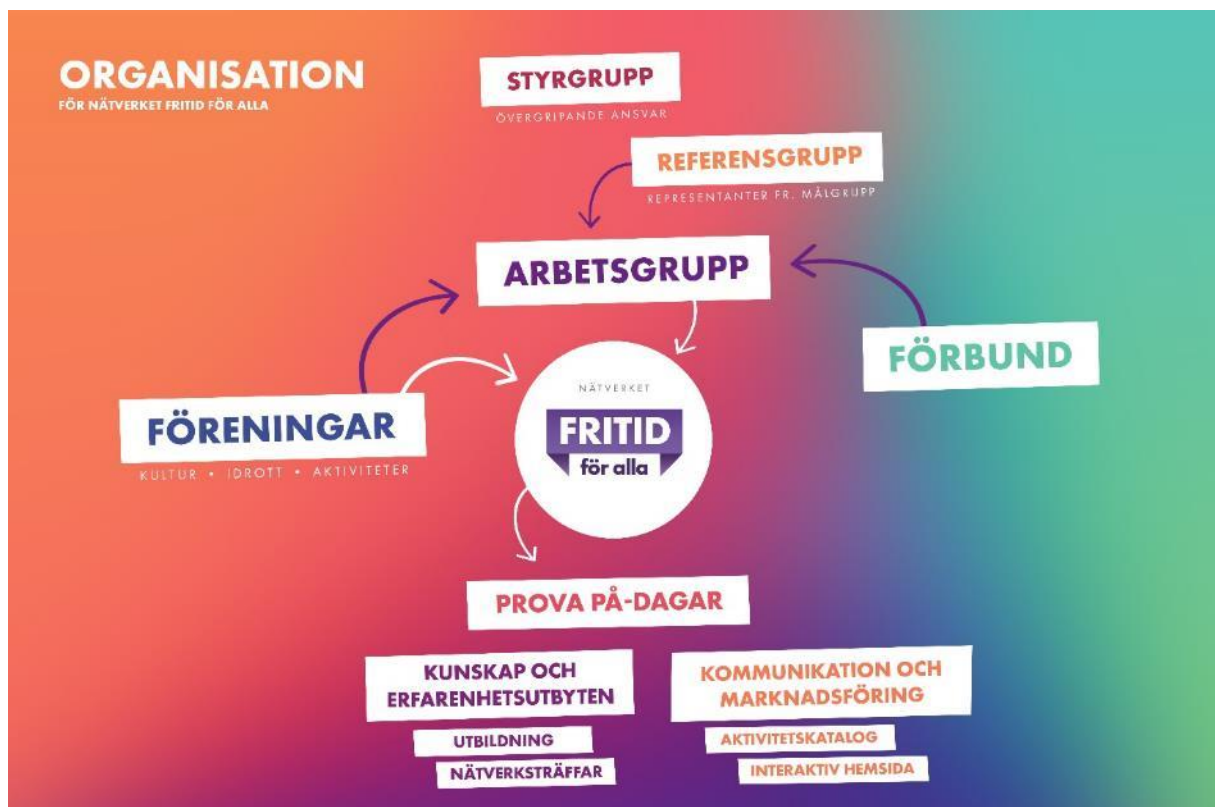 ORGANISATION
FÖR NÄTVERKET FRITID FÖR ALLA
STYRGRUPP
ÖVERGRIPANDE ANSVAR
REFERENSGRUPP
REPRESENTANTER FR. MÅLGRUPP
ARBETSGRUPP
FÖRBUND
FÖRENINGAR
KULTUR • IDROTT • AKTIVITETER
NÄTVERKET
FRITID
för alla
PROVA PÅ-DAGAR
KUNSKAP OCH
ERFARENHETSUTBYTEN
UTBILDNING
NÄTVERKSTRÄFFAR
KOMMUNIKATION OCH
MARKNADSFÖRING
AKTIVITETSKATALOG
INTERAKTIV HEMSIDA